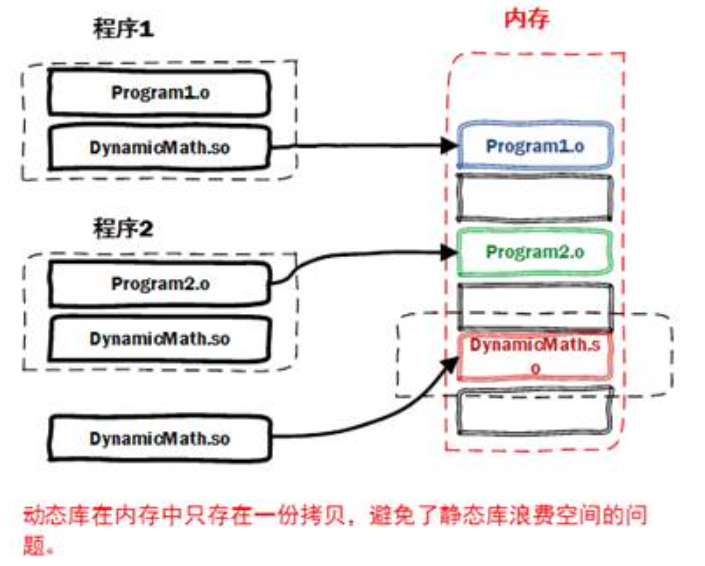 程序1
内存
Program1.o
DynamicMath.so
Program1.o
程序2
Program2.o
Program2.o
DynamicMath.so
DynamicMath.s
o
DynamicMath.so
动态库在内存中只存在一份拷贝，避免了静态库浪费空间的问
题。